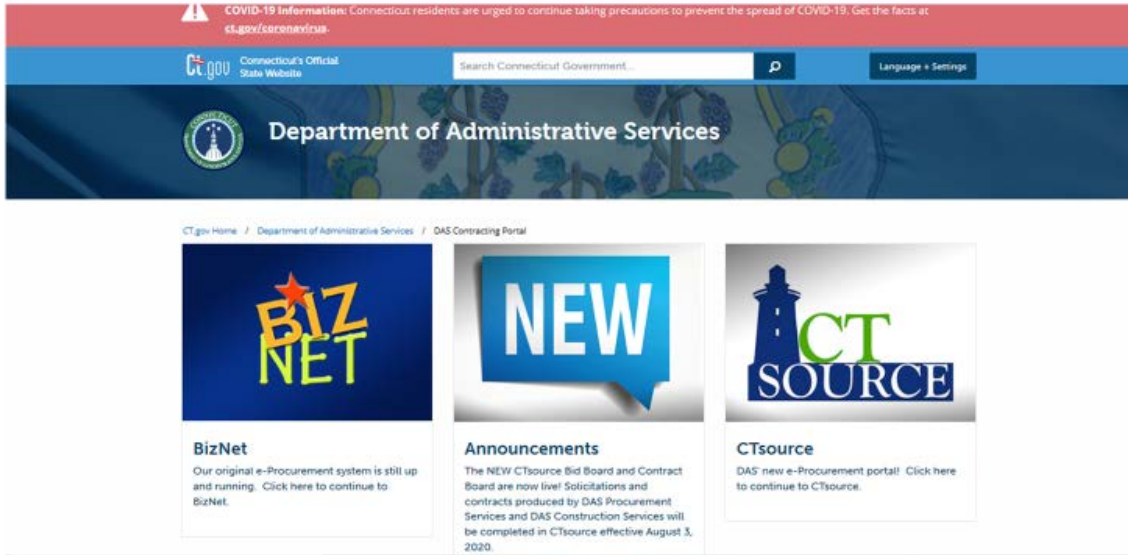 COVID-19 Information: Connecticut residents are urged to continue taking precautions to prevent the spread of COVID-19. Get the facts at
ct.gov/coronavirus.
Ct.gov
Connecticut's Official
State Website
Search Connecticut Government...
Language + Settings
CONNECTICUT
Department of Administrative Services
CT.gov Home / Department of Administrative Services / DAS Contracting Portal
BIZ
NET
NEW
CT
SOURCE
BizNet
Our original e-Procurement system is still up
and running. Click here to continue to
BizNet.
Announcements
The NEW CTsource Bid Board and Contract
Board are now live! Solicitations and
contracts produced by DAS Procurement
Services and DAS Construction Services will
be completed in CTsource effective August 3,
2020.
CTsource
DAS' new e-Procurement portal! Click here
to continue to CTsource.